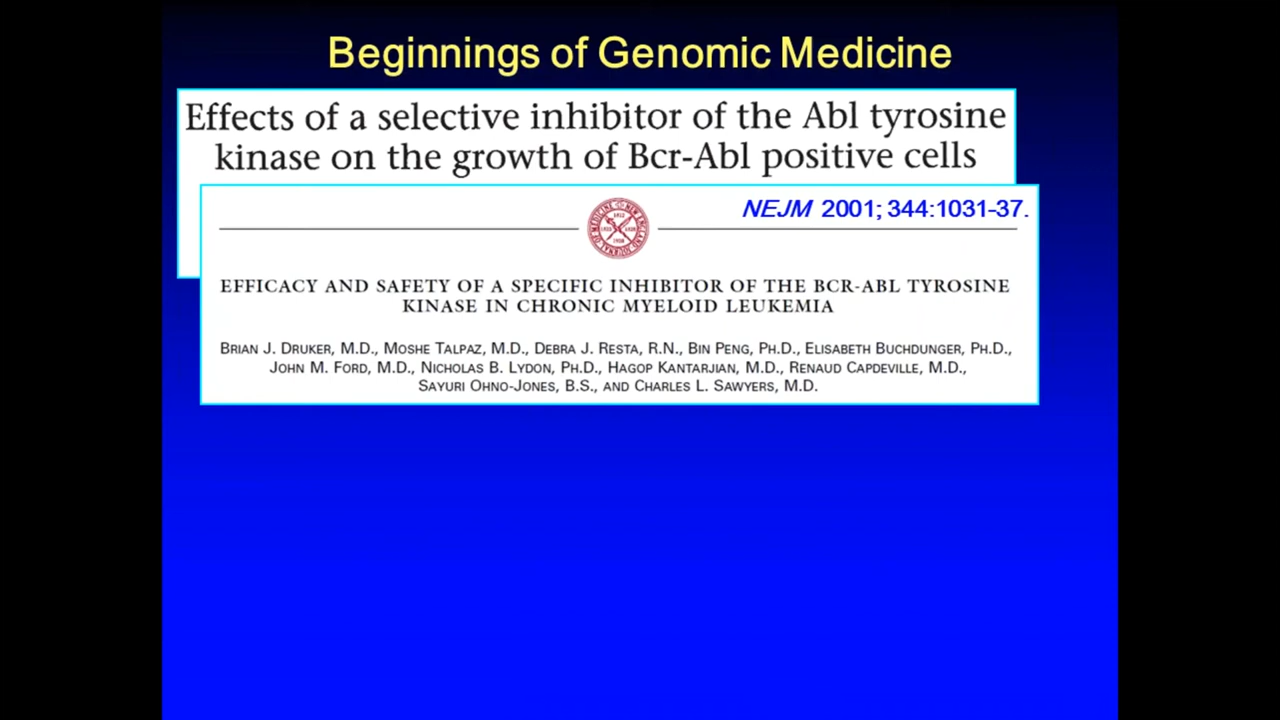 Beginnings of Genomic Medicine
Effects of a selective inhibitor of the Abl tyrosine
kinase on the growth of Bcr-Abl positive cells
NEJM 2001; 344:1031-37.
EFFICACY AND SAFETY OF A SPECIFIC INHIBITOR OF THE BCR-ABL TYROSINE
KINASE IN CHRONIC MYELOID LEUKEMIA
BRIAN J. DRUKER, M.D., MOSHE TALPAZ, M.D., DEBRA J. RESTA, R.N., BIN PENG, PH.D., ELISABETH BUCHDUNGER, PH.D.,
JOHN M. FORD, M.D., NICHOLAS B. LYDON, PH.D., HAGOP KANTARJIAN, M.D., RENAUD CAPDEVILLE, M.D.,
SAYURI OHNO-JONES, B.S., AND CHARLES L. SAWYERS, M.D.